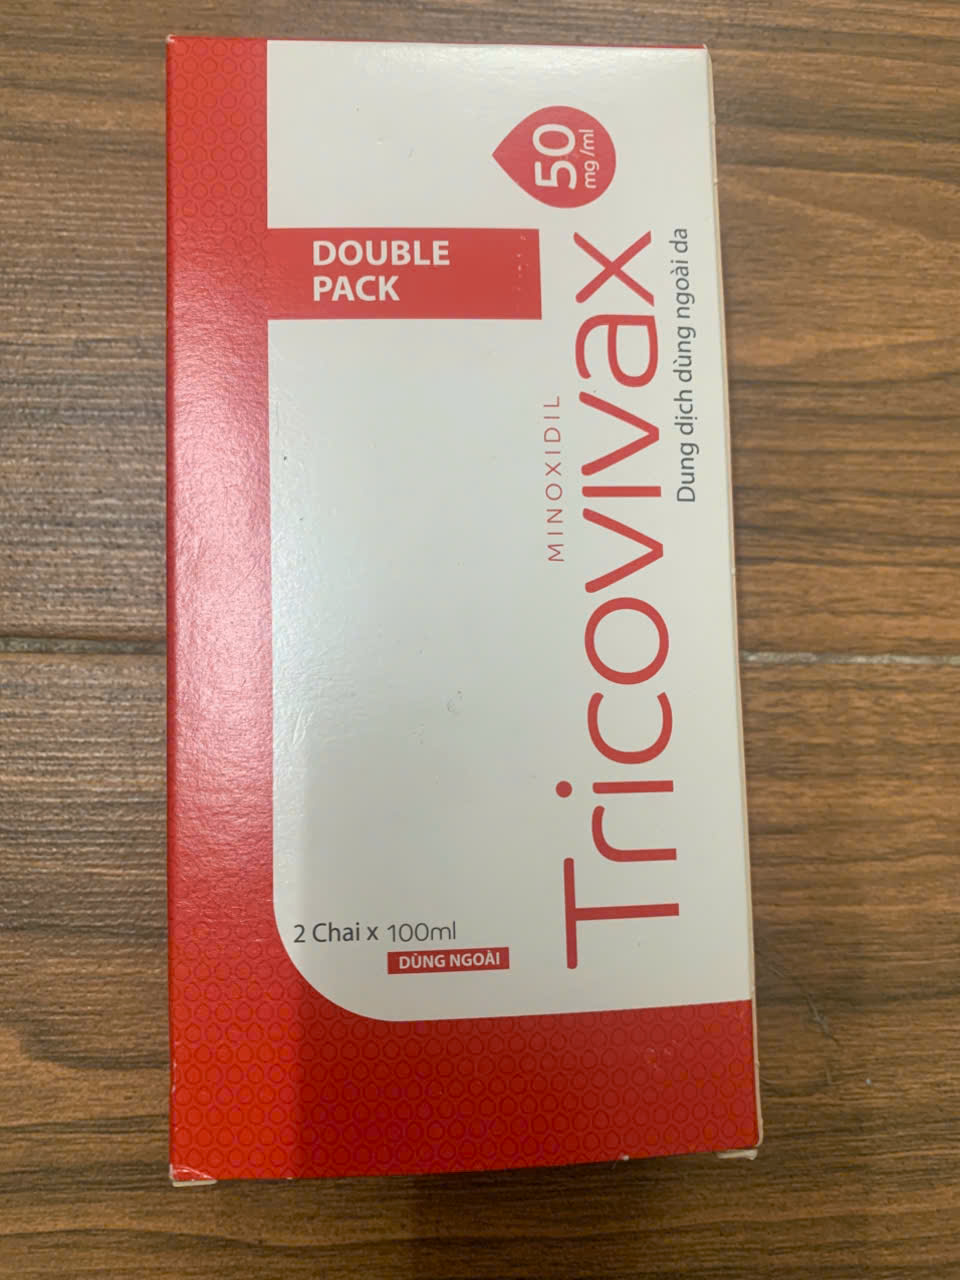 DOUBLE
PACK
50
mg/ml
MINOXIDIL
Tricovivax
Dung dịch dùng ngoài da
2 Chai x 100ml
DÙNG NGOÀI